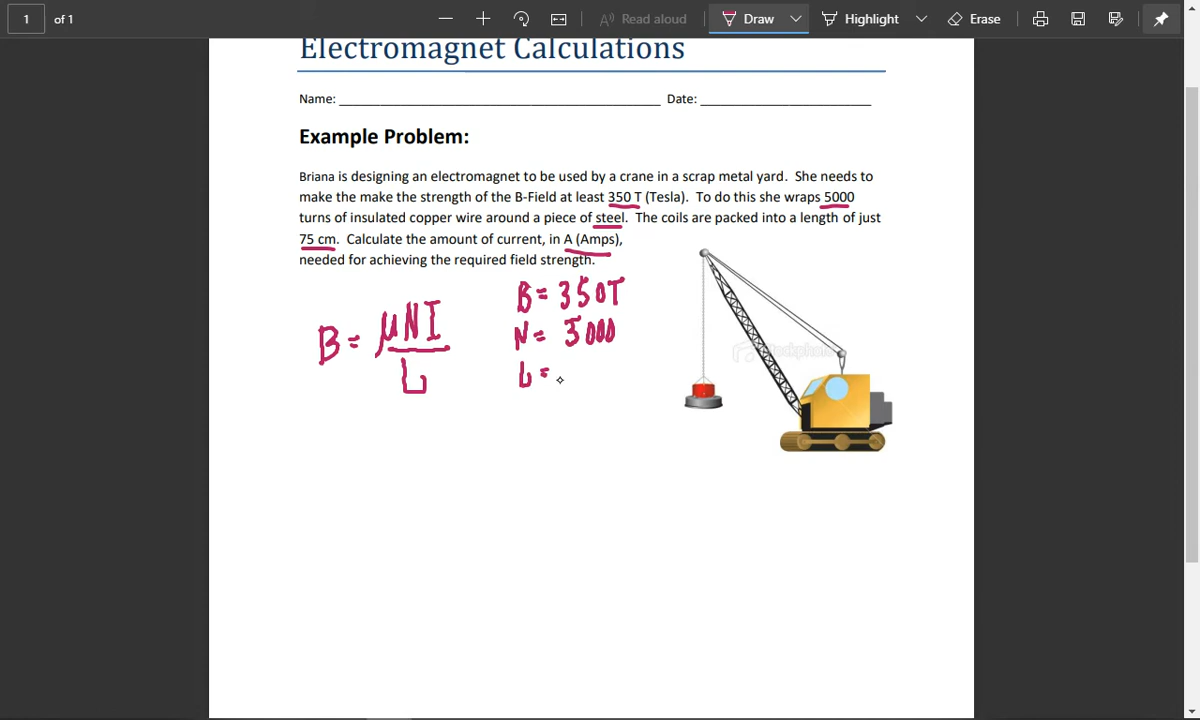 1 of 1 Read aloud Draw Highlight Erase
Electromagnet Calculations
Name: ______ Date: ______
Example Problem:
Briana is designing an electromagnet to be used by a crane in a scrap metal yard. She needs to
make the make the strength of the B-Field at least 350 T (Tesla). To do this she wraps 5000
turns of insulated copper wire around a piece of steel. The coils are packed into a length of just
75 cm. Calculate the amount of current, in A (Amps),
needed for achieving the required field strength.
B = μNI / L
B = 350T
N = 5000
L =